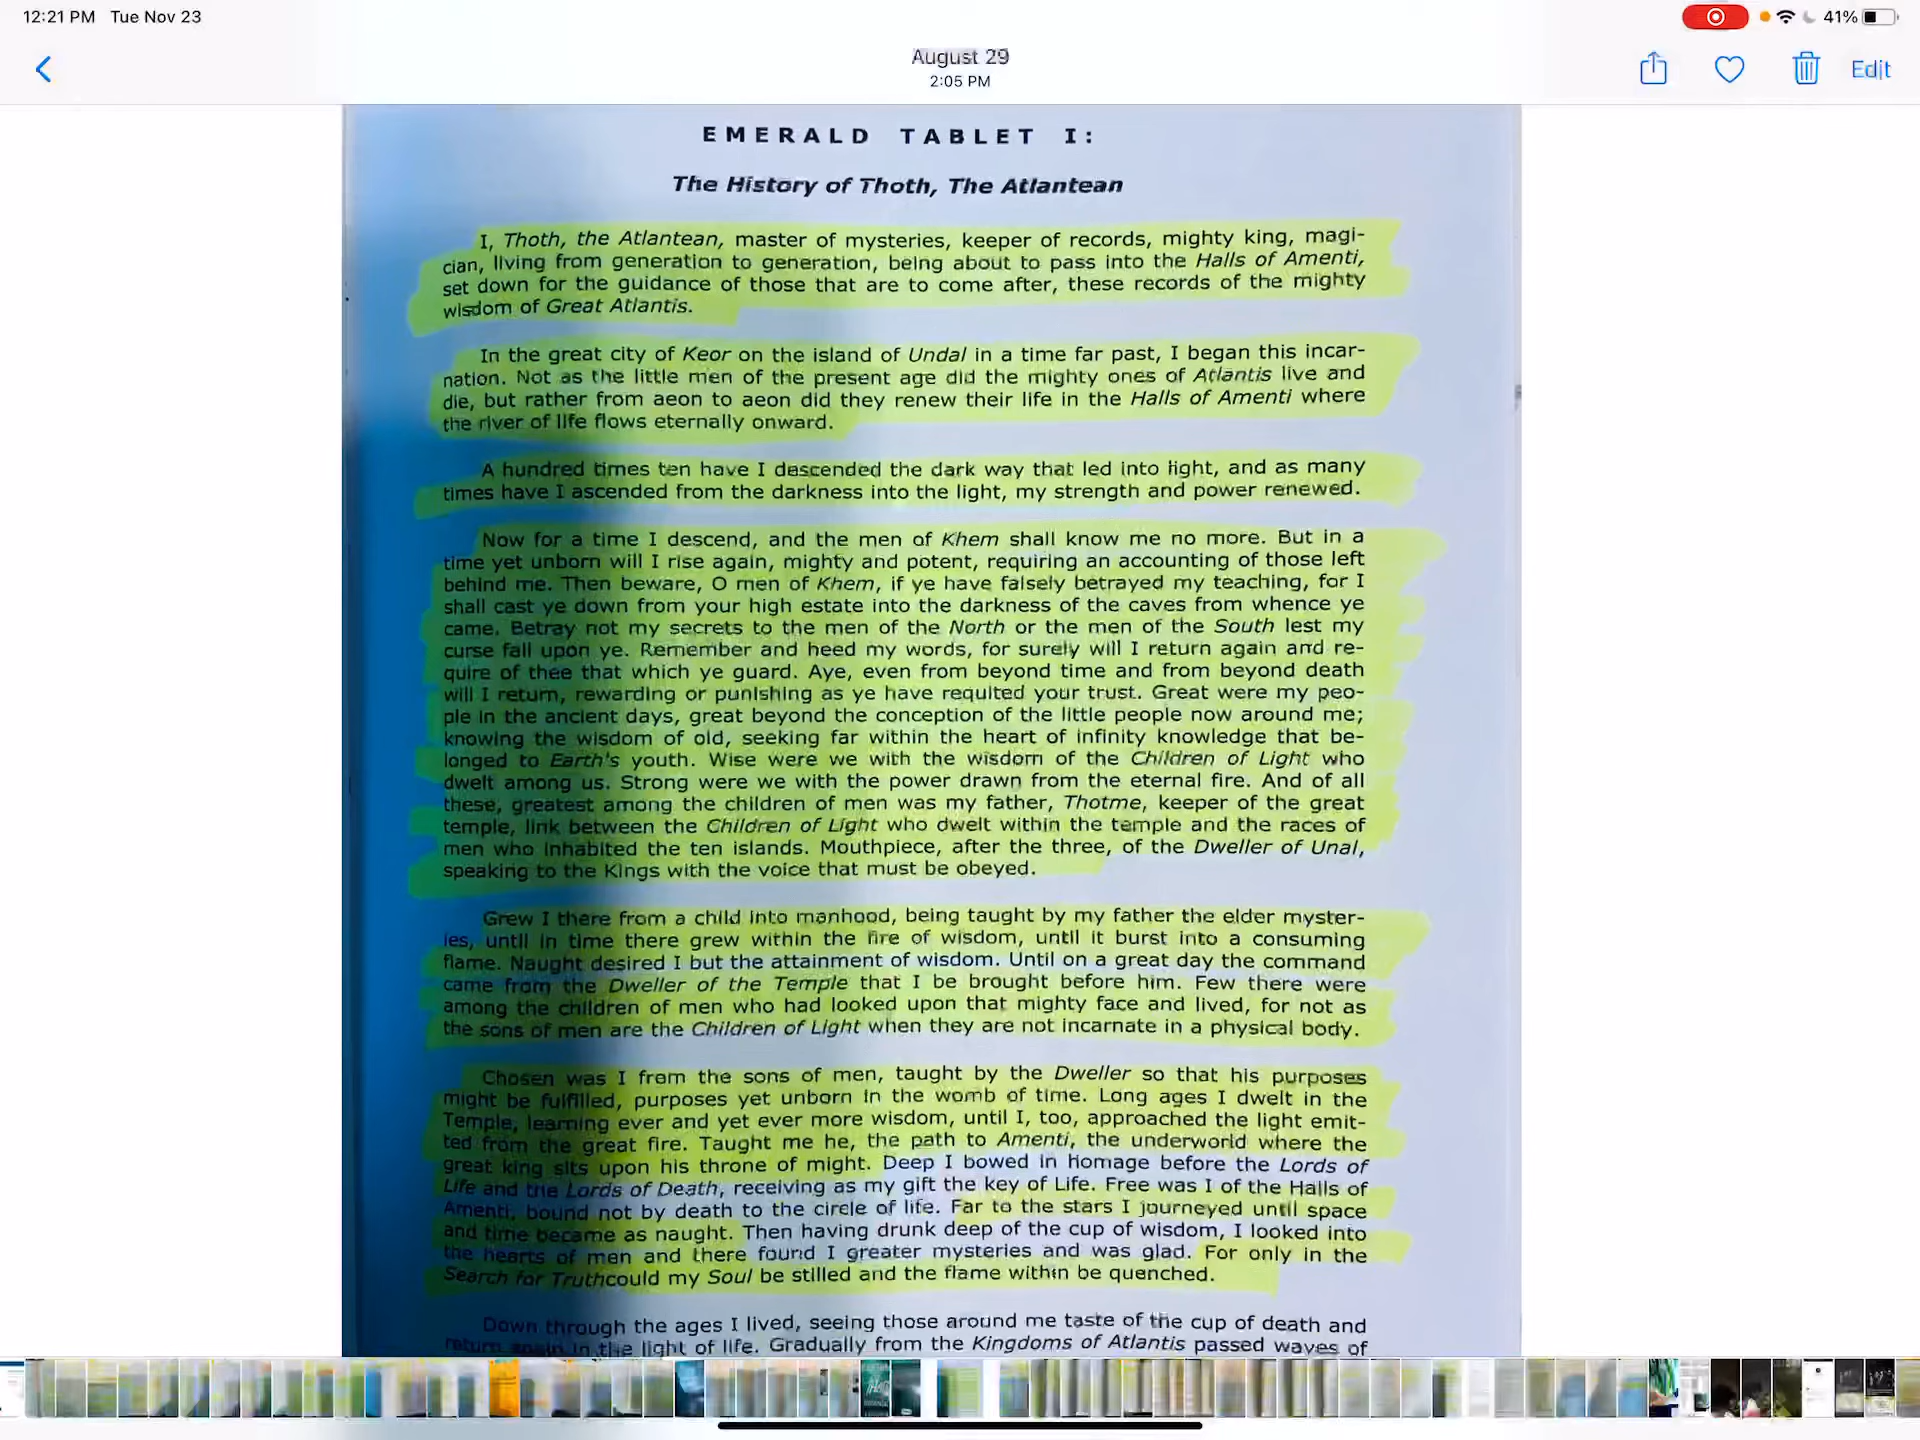 12:21 PM Tue Nov 23
41%
August 29
2:05 PM
Edit
EMERALD TABLET I:
The History of Thoth, The Atlantean
I, Thoth, the Atlantean, master of mysteries, keeper of records, mighty king, magi-
cian, living from generation to generation, being about to pass into the Halls of Amenti,
set down for the guidance of those that are to come after, these records of the mighty
wisdom of Great Atlantis.
In the great city of Keor on the island of Undal in a time far past, I began this incar-
nation. Not as the little men of the present age did the mighty ones of Atlantis live and
die, but rather from aeon to aeon did they renew their life in the Halls of Amenti where
the river of life flows eternally onward.
A hundred times ten have I descended the dark way that led into light, and as many
times have I ascended from the darkness into the light, my strength and power renewed.
Now for a time I descend, and the men of Khem shall know me no more. But in a
time yet unborn will I rise again, mighty and potent, requiring an accounting of those left
behind me. Then beware, O men of Khem, if ye have falsely betrayed my teaching, for I
shall cast ye down from your high estate into the darkness of the caves from whence ye
came. Betray not my secrets to the men of the North or the men of the South lest my
curse fall upon ye. Remember and heed my words, for surely will I return again and re-
quire of thee that which ye guard. Aye, even from beyond time and from beyond death
will I return, rewarding or punishing as ye have requited your trust. Great were my peo-
ple in the ancient days, great beyond the conception of the little people now around me;
knowing the wisdom of old, seeking far within the heart of infinity knowledge that be-
longed to Earth's youth. Wise were we with the wisdom of the Children of Light who
dwelt among us. Strong were we with the power drawn from the eternal fire. And of all
these, greatest among the children of men was my father, Thotme, keeper of the great
temple, link between the Children of Light who dwelt within the temple and the races of
men who inhabited the ten islands. Mouthpiece, after the three, of the Dweller of Unal,
speaking to the Kings with the voice that must be obeyed.
Grew I there from a child into manhood, being taught by my father the elder myster-
ies, until in time there grew within the fire of wisdom, until it burst into a consuming
flame. Naught desired I but the attainment of wisdom. Until on a great day the command
came from the Dweller of the Temple that I be brought before him. Few there were
among the children of men who had looked upon that mighty face and lived, for not as
the sons of men are the Children of Light when they are not incarnate in a physical body.
Chosen was I from the sons of men, taught by the Dweller so that his purposes
might be fulfilled, purposes yet unborn in the womb of time. Long ages I dwelt in the
Temple, learning ever and yet ever more wisdom, until I, too, approached the light emit-
ted from the great fire. Taught me he, the path to Amenti, the underworld where the
great king sits upon his throne of might. Deep I bowed in homage before the Lords of
Life and the Lords of Death, receiving as my gift the key of Life. Free was I of the Halls of
Amenti, bound not by death to the circle of life. Far to the stars I journeyed until space
and time became as naught. Then having drunk deep of the cup of wisdom, I looked into
the hearts of men and there found I greater mysteries and was glad. For only in the
Search for Truthcould my Soul be stilled and the flame within be quenched.
Down through the ages I lived, seeing those around me taste of the cup of death and
return again in the light of life. Gradually from the Kingdoms of Atlantis passed waves of